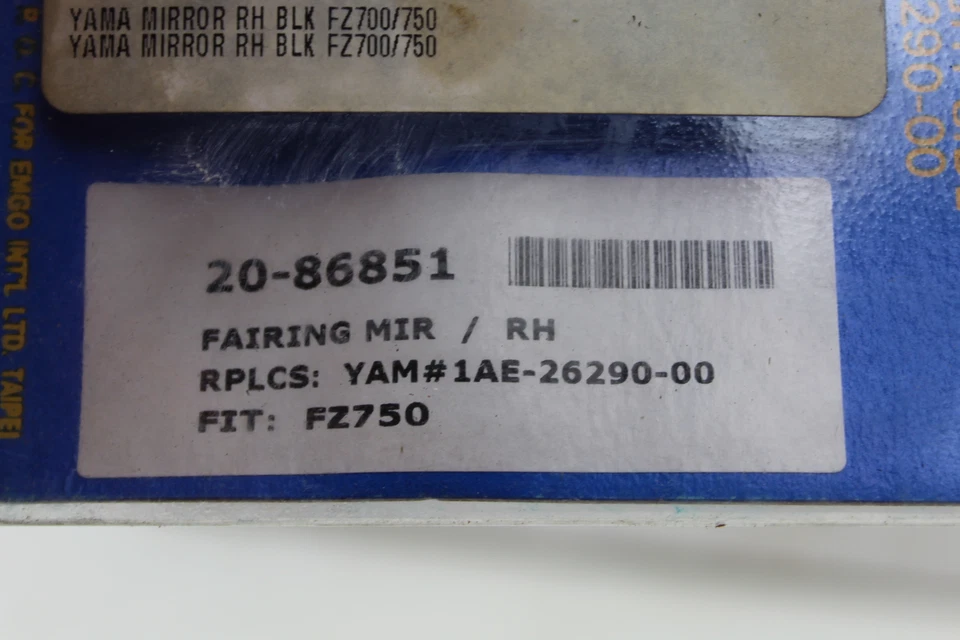 YAMA MIRROR RH BLK FZ700/750
YAMA MIRROR RH BLK FZ700/750
20-86851
FAIRING MIR / RH
RPLCS: YAM#1AE-26290-00
FIT: FZ750
FOR EMGO INT'L LTD. TAIPEI
290-00